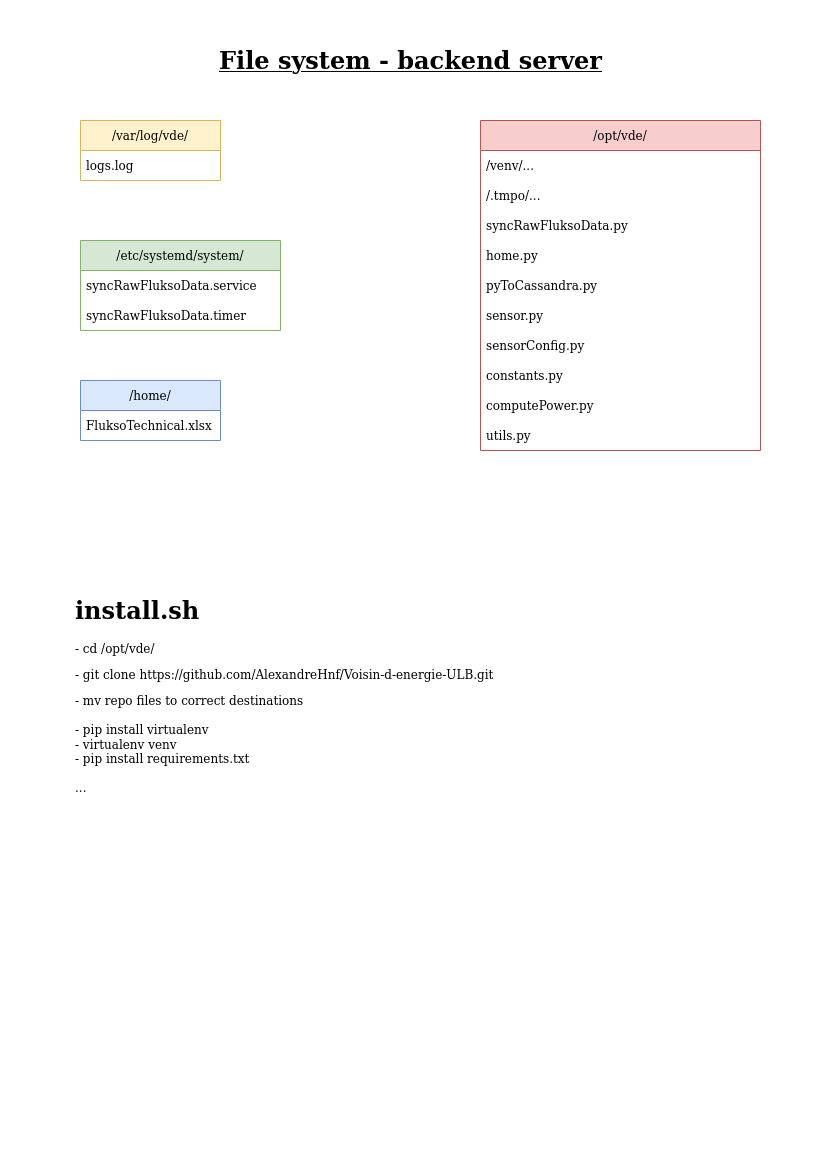 File system - backend server
/var/log/vde/
logs.log
/etc/systemd/system/
syncRawFluksoData.service
syncRawFluksoData.timer
/home/
FluksoTechnical.xlsx
/opt/vde/
/venv/...
/.tmpo/...
syncRawFluksoData.py
home.py
pyToCassandra.py
sensor.py
sensorConfig.py
constants.py
computePower.py
utils.py
install.sh
- cd /opt/vde/
- git clone https://github.com/AlexandreHnf/Voisin-d-energie-ULB.git
- mv repo files to correct destinations
- pip install virtualenv
- virtualenv venv
- pip install requirements.txt
...